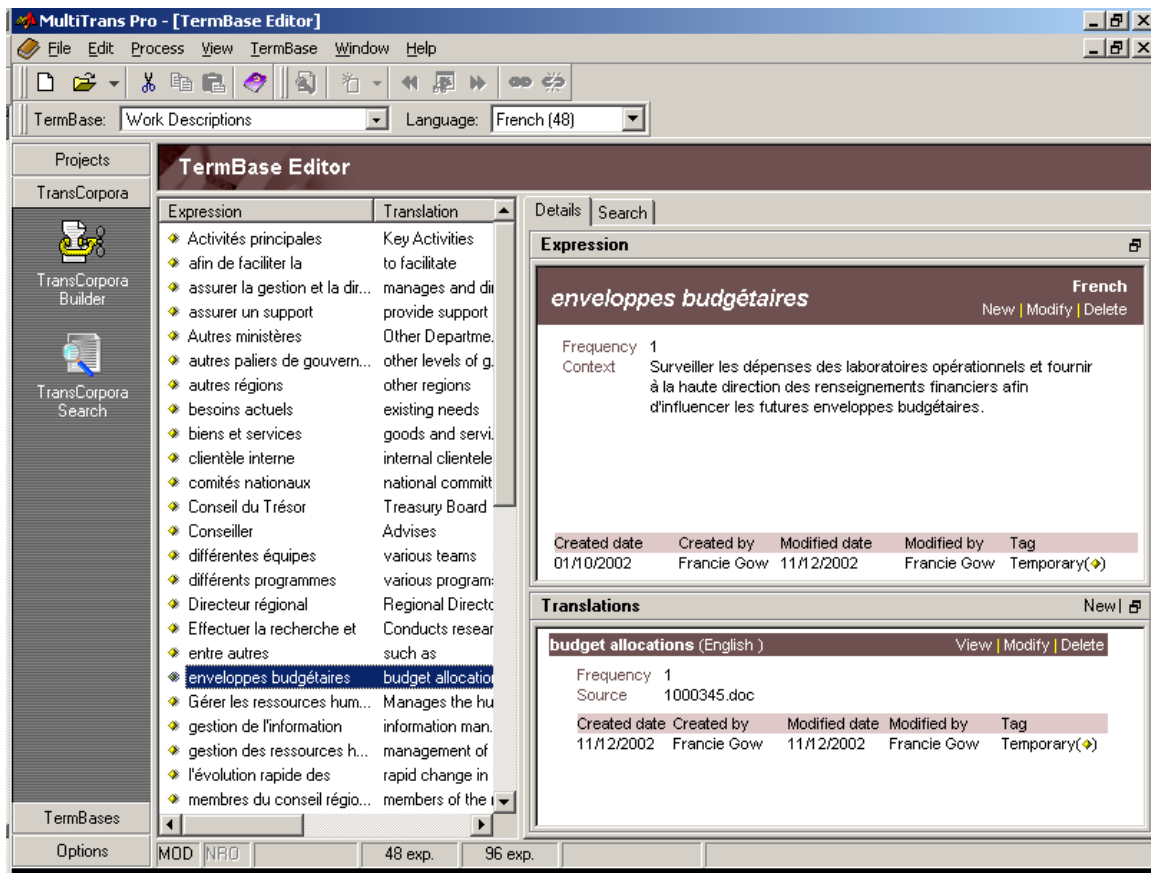 MultiTrans Pro - [TermBase Editor]
File Edit Process View TermBase Window Help
TermBase: Work Descriptions Language: French (48)
Projects
TransCorpora
TransCorpora
Builder
TransCorpora
Search
TermBases
Options
TermBase Editor
Expression Translation
Activités principales Key Activities
afin de faciliter la to facilitate
assurer la gestion et la dir... manages and di
assurer un support provide support
Autres ministères Other Departme.
autres paliers de gouvern... other levels of g.
autres régions other regions
besoins actuels existing needs
biens et services goods and servi.
clientèle interne internal clientele
comités nationaux national committ
Conseil du Trésor Treasury Board
Conseiller Advises
différentes équipes various teams
différents programmes various program
Directeur régional Regional Directo
Effectuer la recherche et Conducts resear
entre autres such as
enveloppes budgétaires budget allocation
Gérer les ressources hum... Manages the hu
gestion de l'information information man.
gestion des ressources h... management of
l'évolution rapide des rapid change in
membres du conseil régio... members of the
Details Search
Expression
enveloppes budgétaires French
New | Modify | Delete
Frequency 1
Context Surveiller les dépenses des laboratoires opérationnels et fournir
à la haute direction des renseignements financiers afin
d'influencer les futures enveloppes budgétaires.
Created date Created by Modified date Modified by Tag
01/10/2002 Francie Gow 11/12/2002 Francie Gow Temporary( )
Translations New |
budget allocations (English ) View | Modify | Delete
Frequency 1
Source 1000345.doc
Created date Created by Modified date Modified by Tag
11/12/2002 Francie Gow 11/12/2002 Francie Gow Temporary( )
MOD NRO 48 exp. 96 exp.